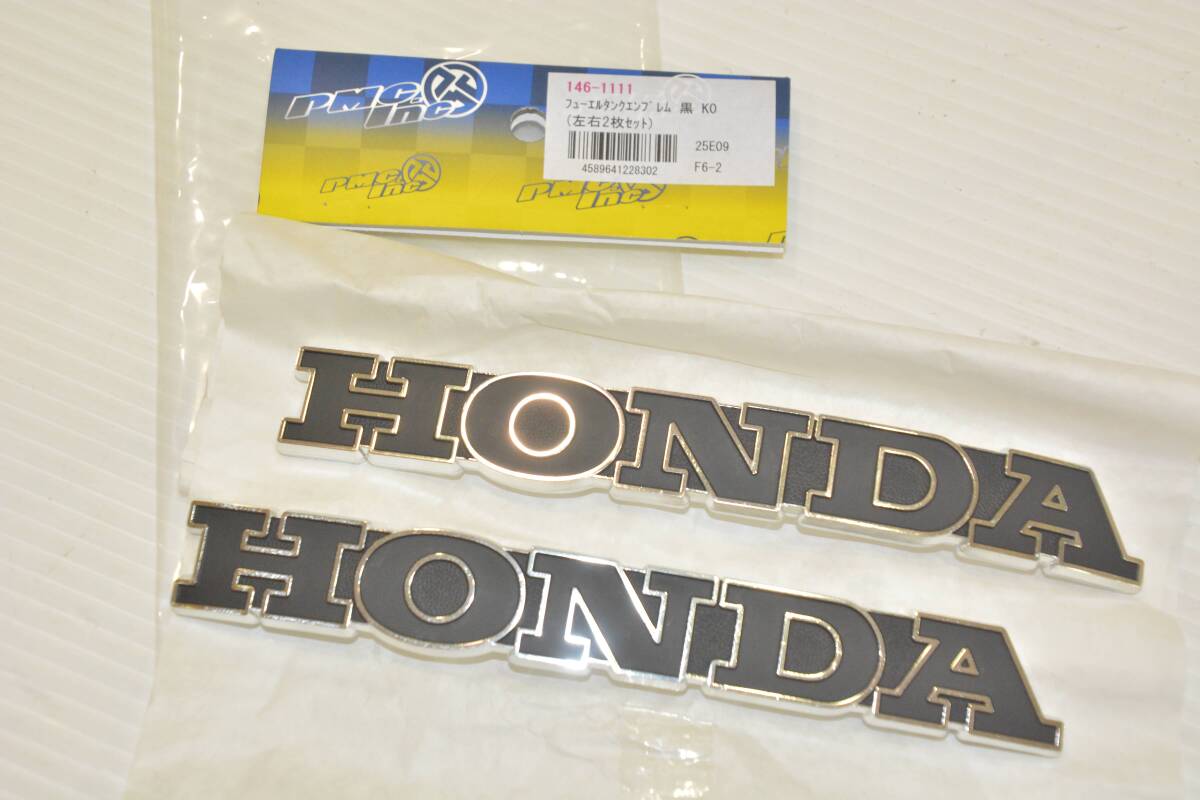 PMC. Inc
146-1111
ﾌｭｰｴﾙﾀﾝｸｴﾝﾌﾞﾚﾑ 黒 K0
(左右2枚ｾｯﾄ)
25E09
4589641228302 F6-2
PMC. Inc
PMC. Inc
HONDA
HONDA